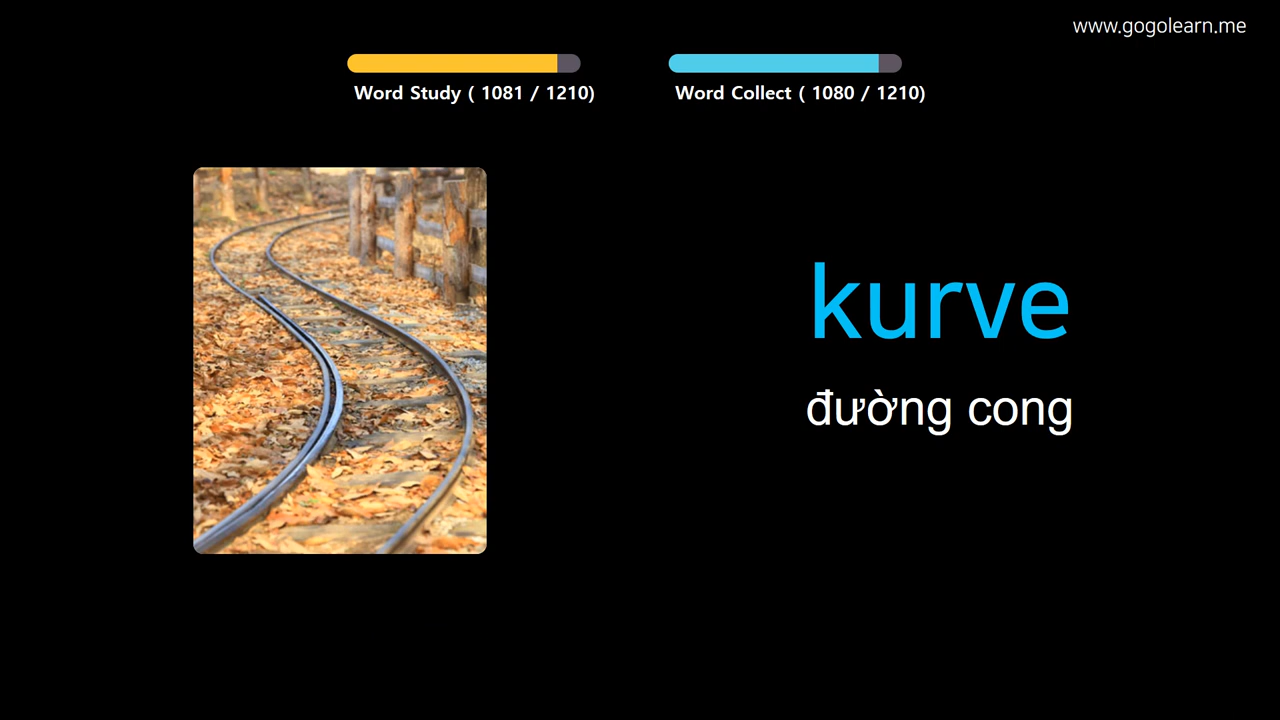 www.gogolearn.me
Word Study ( 1081 / 1210)
Word Collect ( 1080 / 1210)
kurve
đường cong